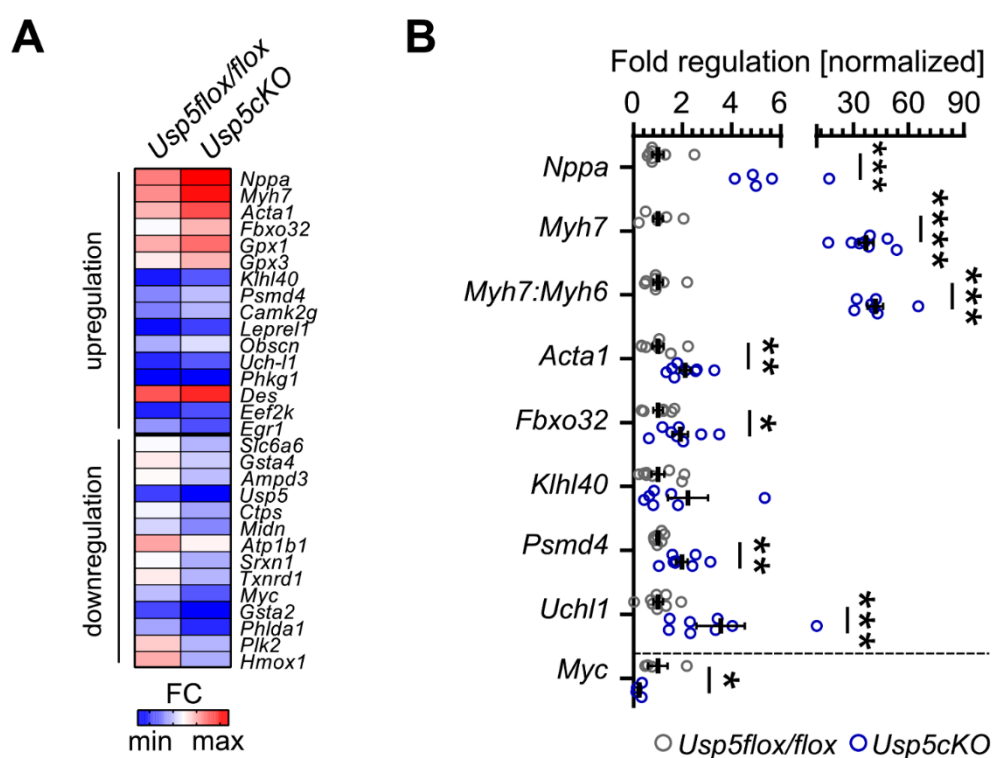 A
Usp5flox/flox
Usp5cKO
upregulation
Nppa
Myh7
Acta1
Fbxo32
Gpx1
Gpx3
Klhl40
Psmd4
Camk2g
Leprel1
Obscn
Uch-l1
Phkg1
Des
Eef2k
Egr1
downregulation
Slc6a6
Gsta4
Ampd3
Usp5
Ctps
Midn
Atp1b1
Srxn1
Txnrd1
Myc
Gsta2
Phlda1
Plk2
Hmox1
FC
min max
B
Fold regulation [normalized]
0 2 4 6 30 60 90
Nppa ***
Myh7 ****
Myh7:Myh6 ***
Acta1 **
Fbxo32 *
Klhl40
Psmd4 **
Uchl1 ***
Myc *
Usp5flox/flox Usp5cKO